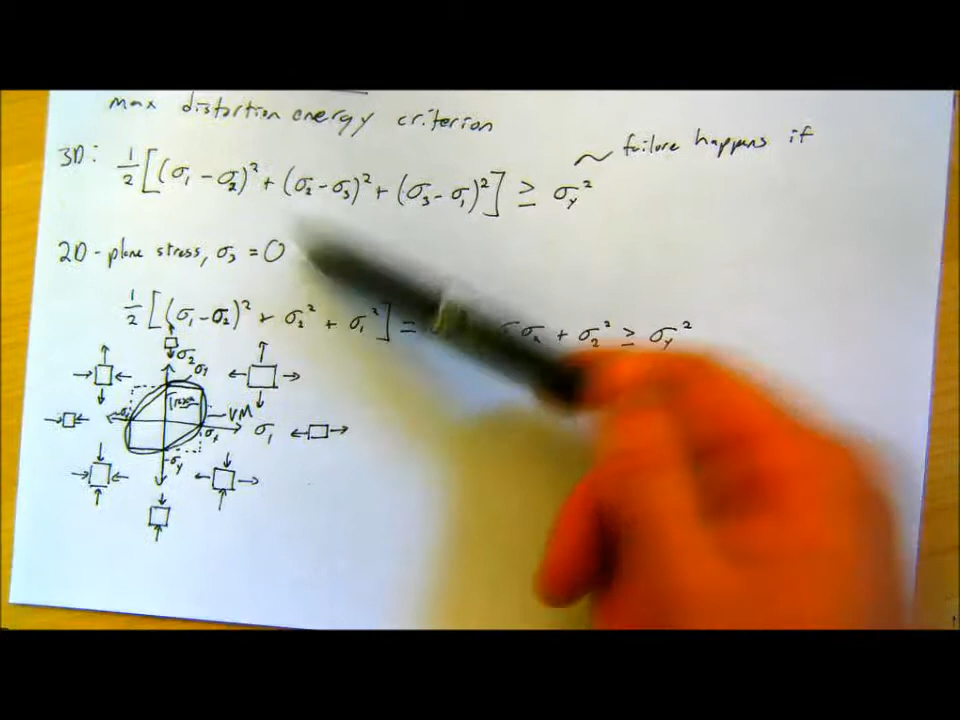 max distortion energy criterion
~ failure happens if
3D: 1/2 [(σ₁ - σ₂)² + (σ₂ - σ₃)² + (σ₃ - σ₁)²] ≥ σy²
2D - plane stress, σ₃ = 0
1/2 [(σ₁ - σ₂)² + σ₂² + σ₁²] = + σ₂² ≥ σy²
σ₂
σy
VM
σ₁
σy